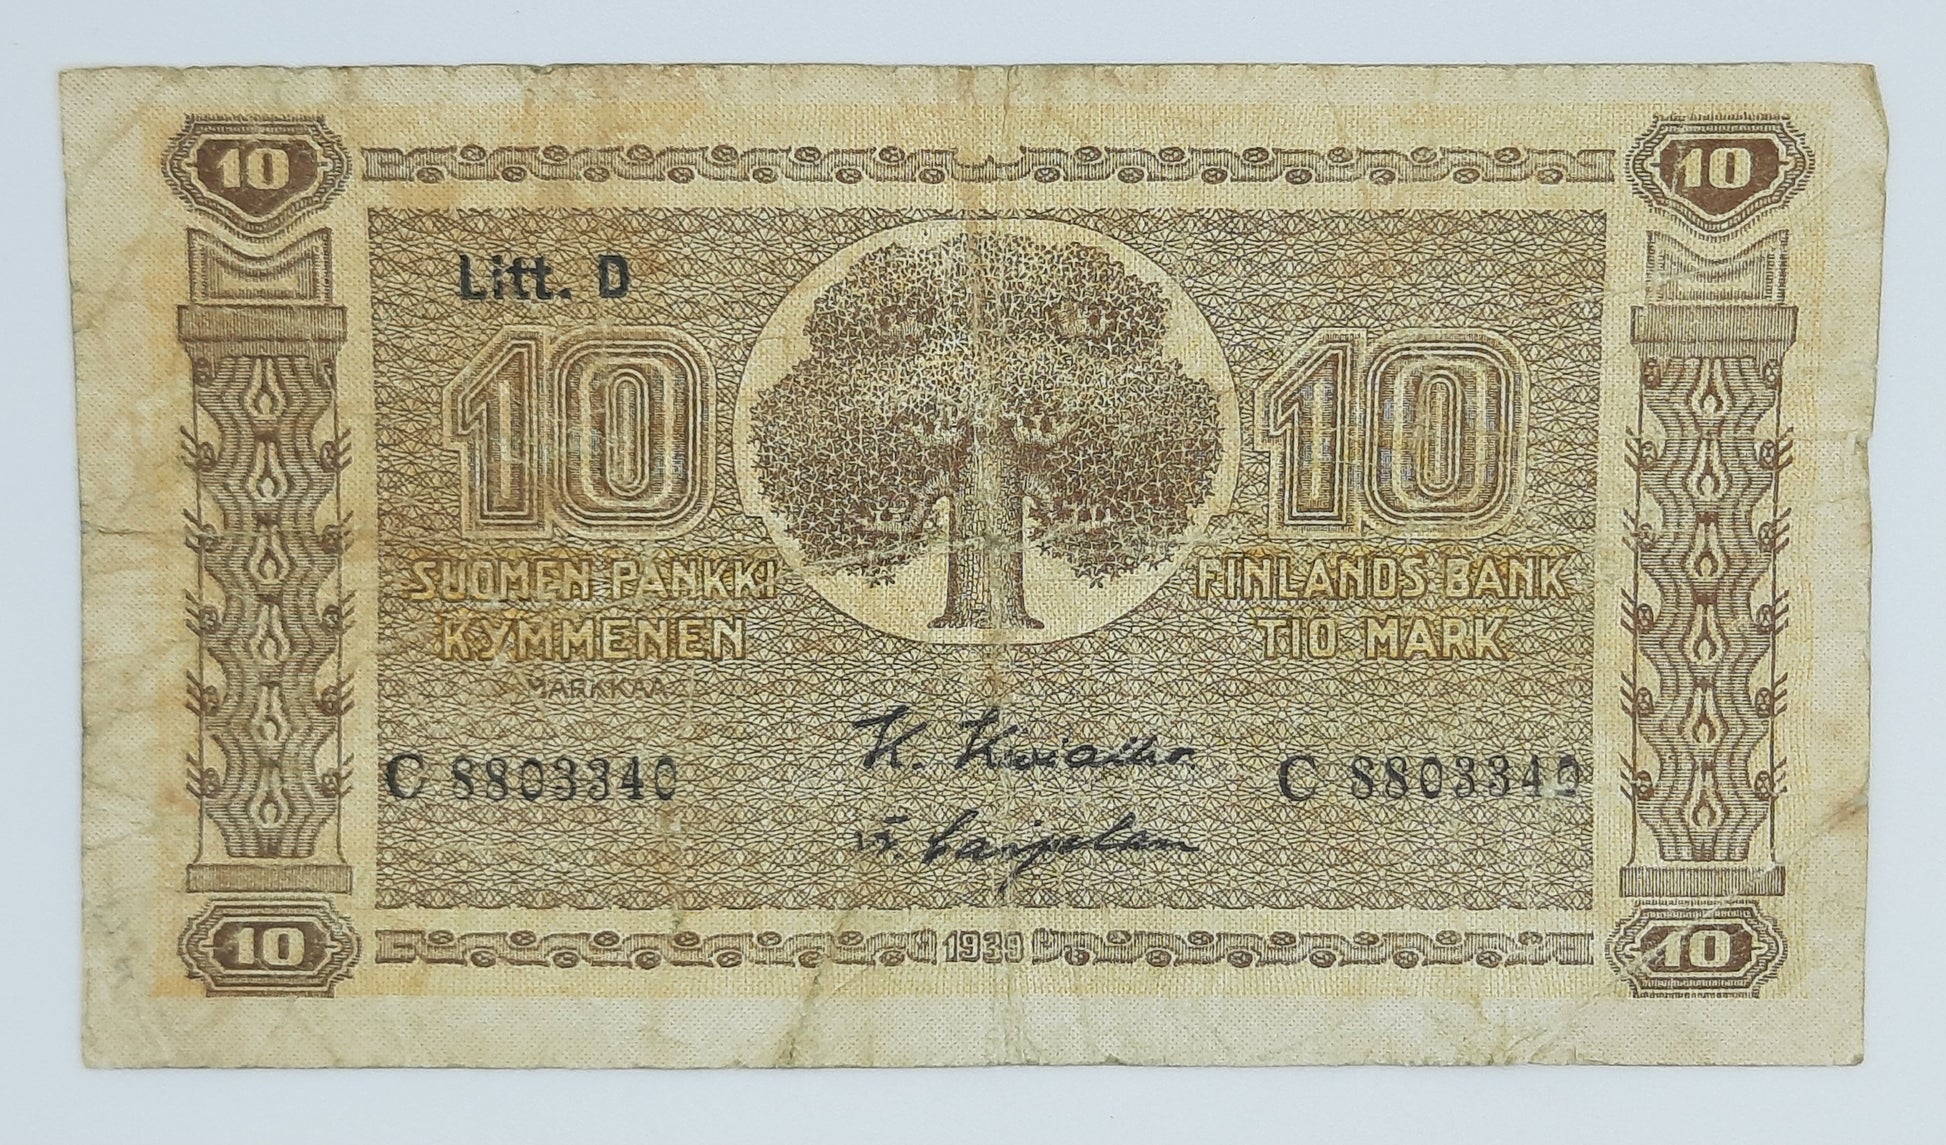 10 10
Litt. D
10 10
SUOMEN PANKKI FINLANDS BANK
KYMMENEN TIO MARK
MARKKAA
C 8803340 C 8803340
10 1939 10